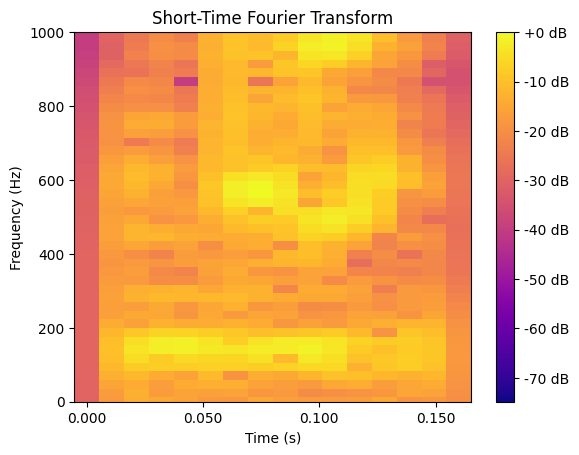 Short-Time Fourier Transform
1000
800
600
400
200
0
Frequency (Hz)
0.000
0.050
0.100
0.150
Time (s)
+0 dB
-10 dB
-20 dB
-30 dB
-40 dB
-50 dB
-60 dB
-70 dB